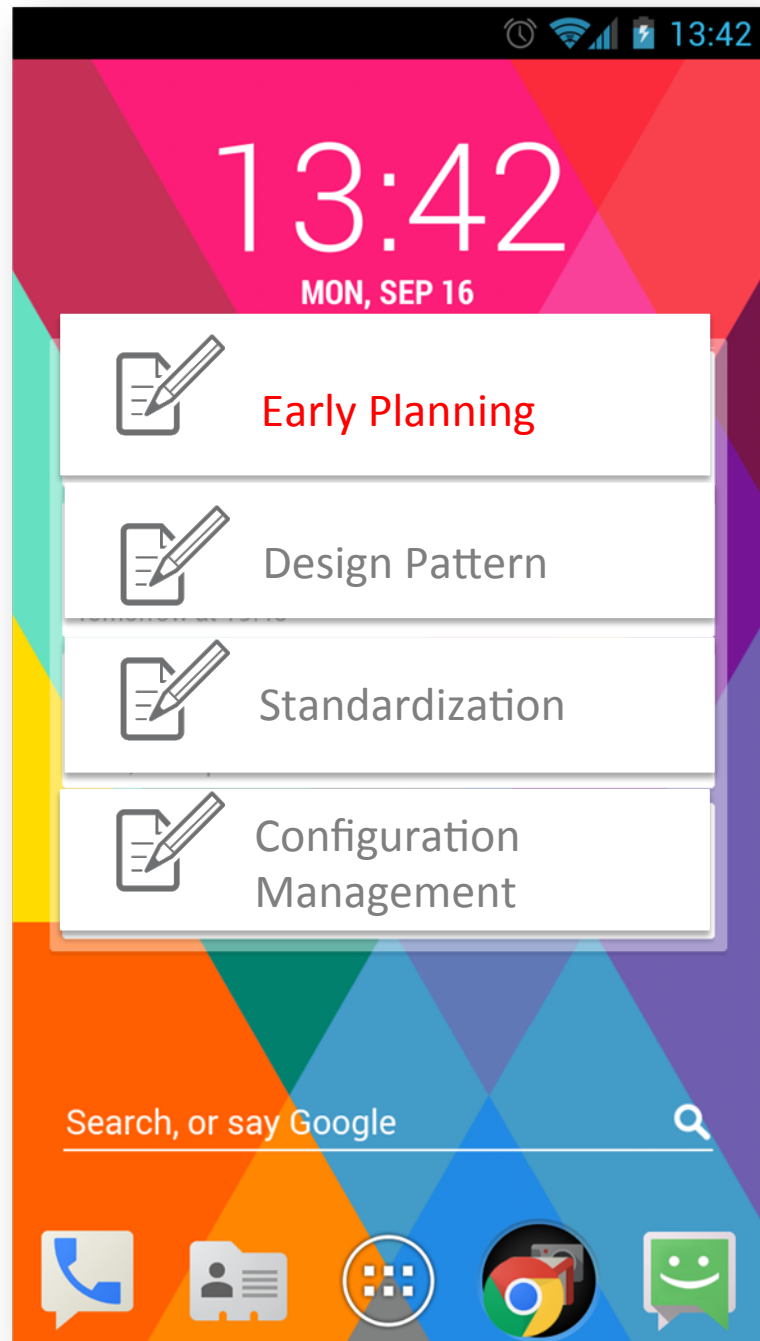 13:42
13:42
MON, SEP 16
Early Planning
Design Pattern
Standardization
Configuration
Management
Search, or say Google